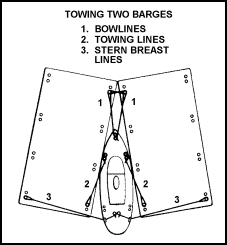 TOWING TWO BARGES
1. BOWLINES
2. TOWING LINES
3. STERN BREAST
LINES
1 1
2 2
3 3